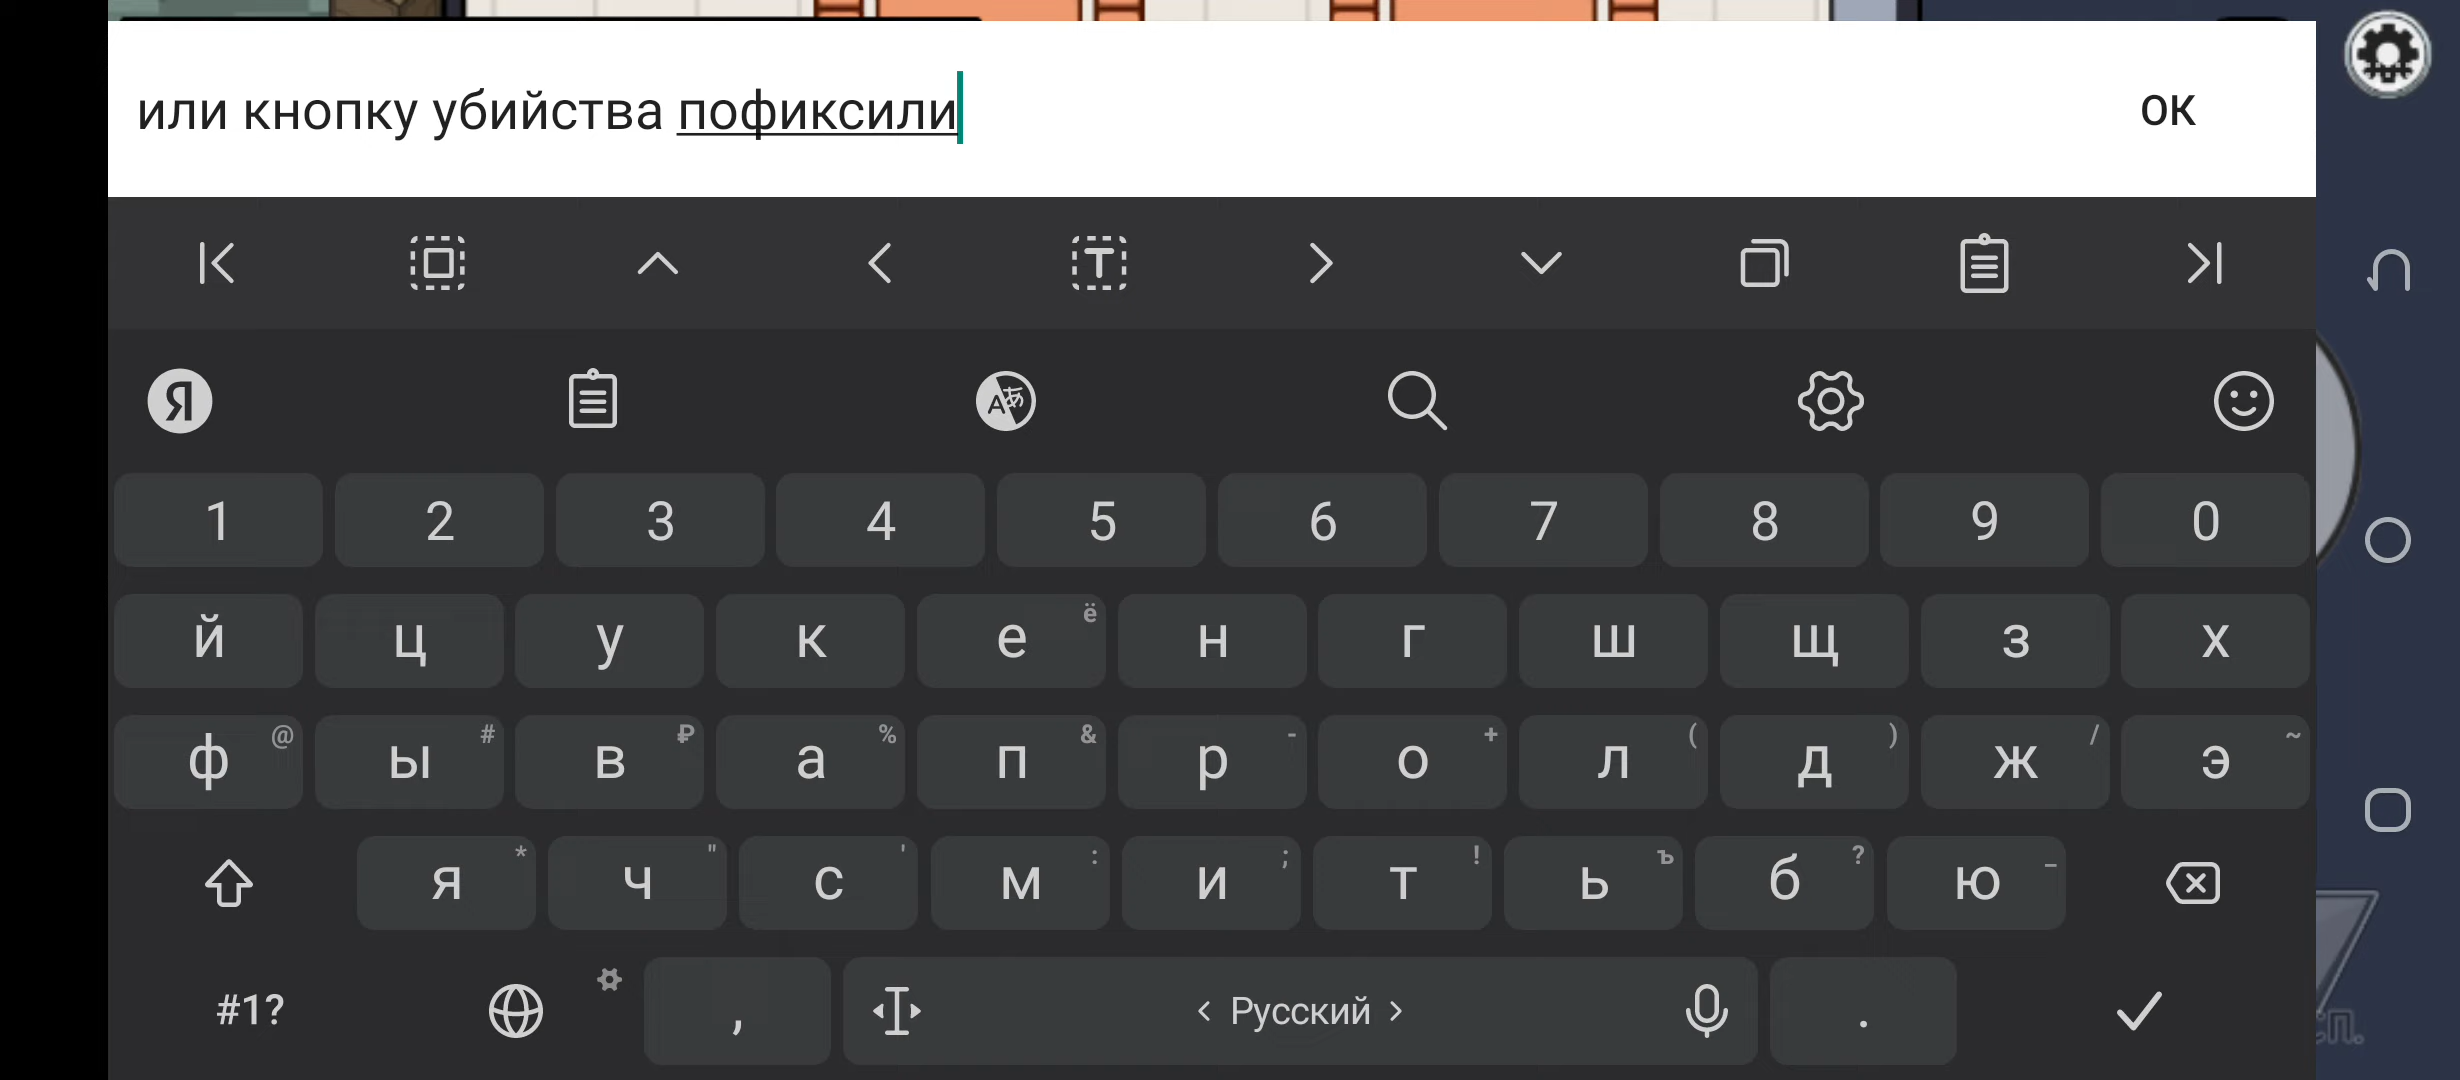 или кнопку убийства пофиксили
ОК
Я
1 2 3 4 5 6 7 8 9 0
й ц у к е ё н г ш щ з х
ф @ ы # в ₽ а % п & р - о + л ( д ) ж / э ~
я * ч " с ' м : и ; т ! ь ъ б ? ю _
#1? , < Русский > .